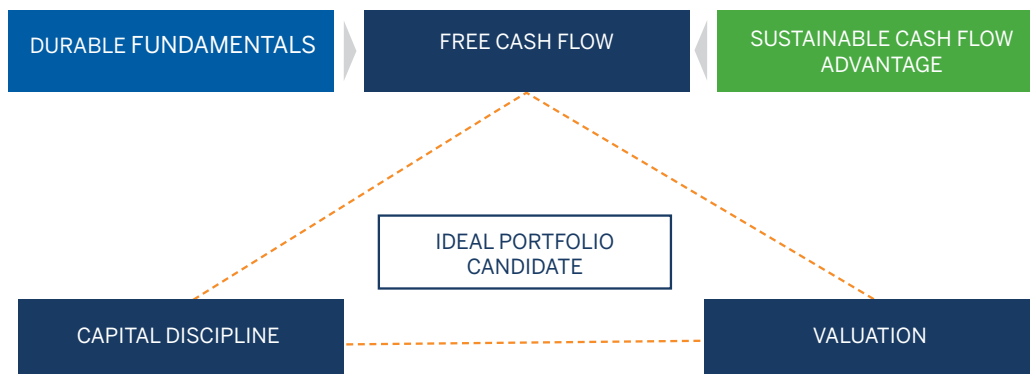 DURABLE FUNDAMENTALS
FREE CASH FLOW
SUSTAINABLE CASH FLOW
ADVANTAGE
IDEAL PORTFOLIO
CANDIDATE
CAPITAL DISCIPLINE
VALUATION